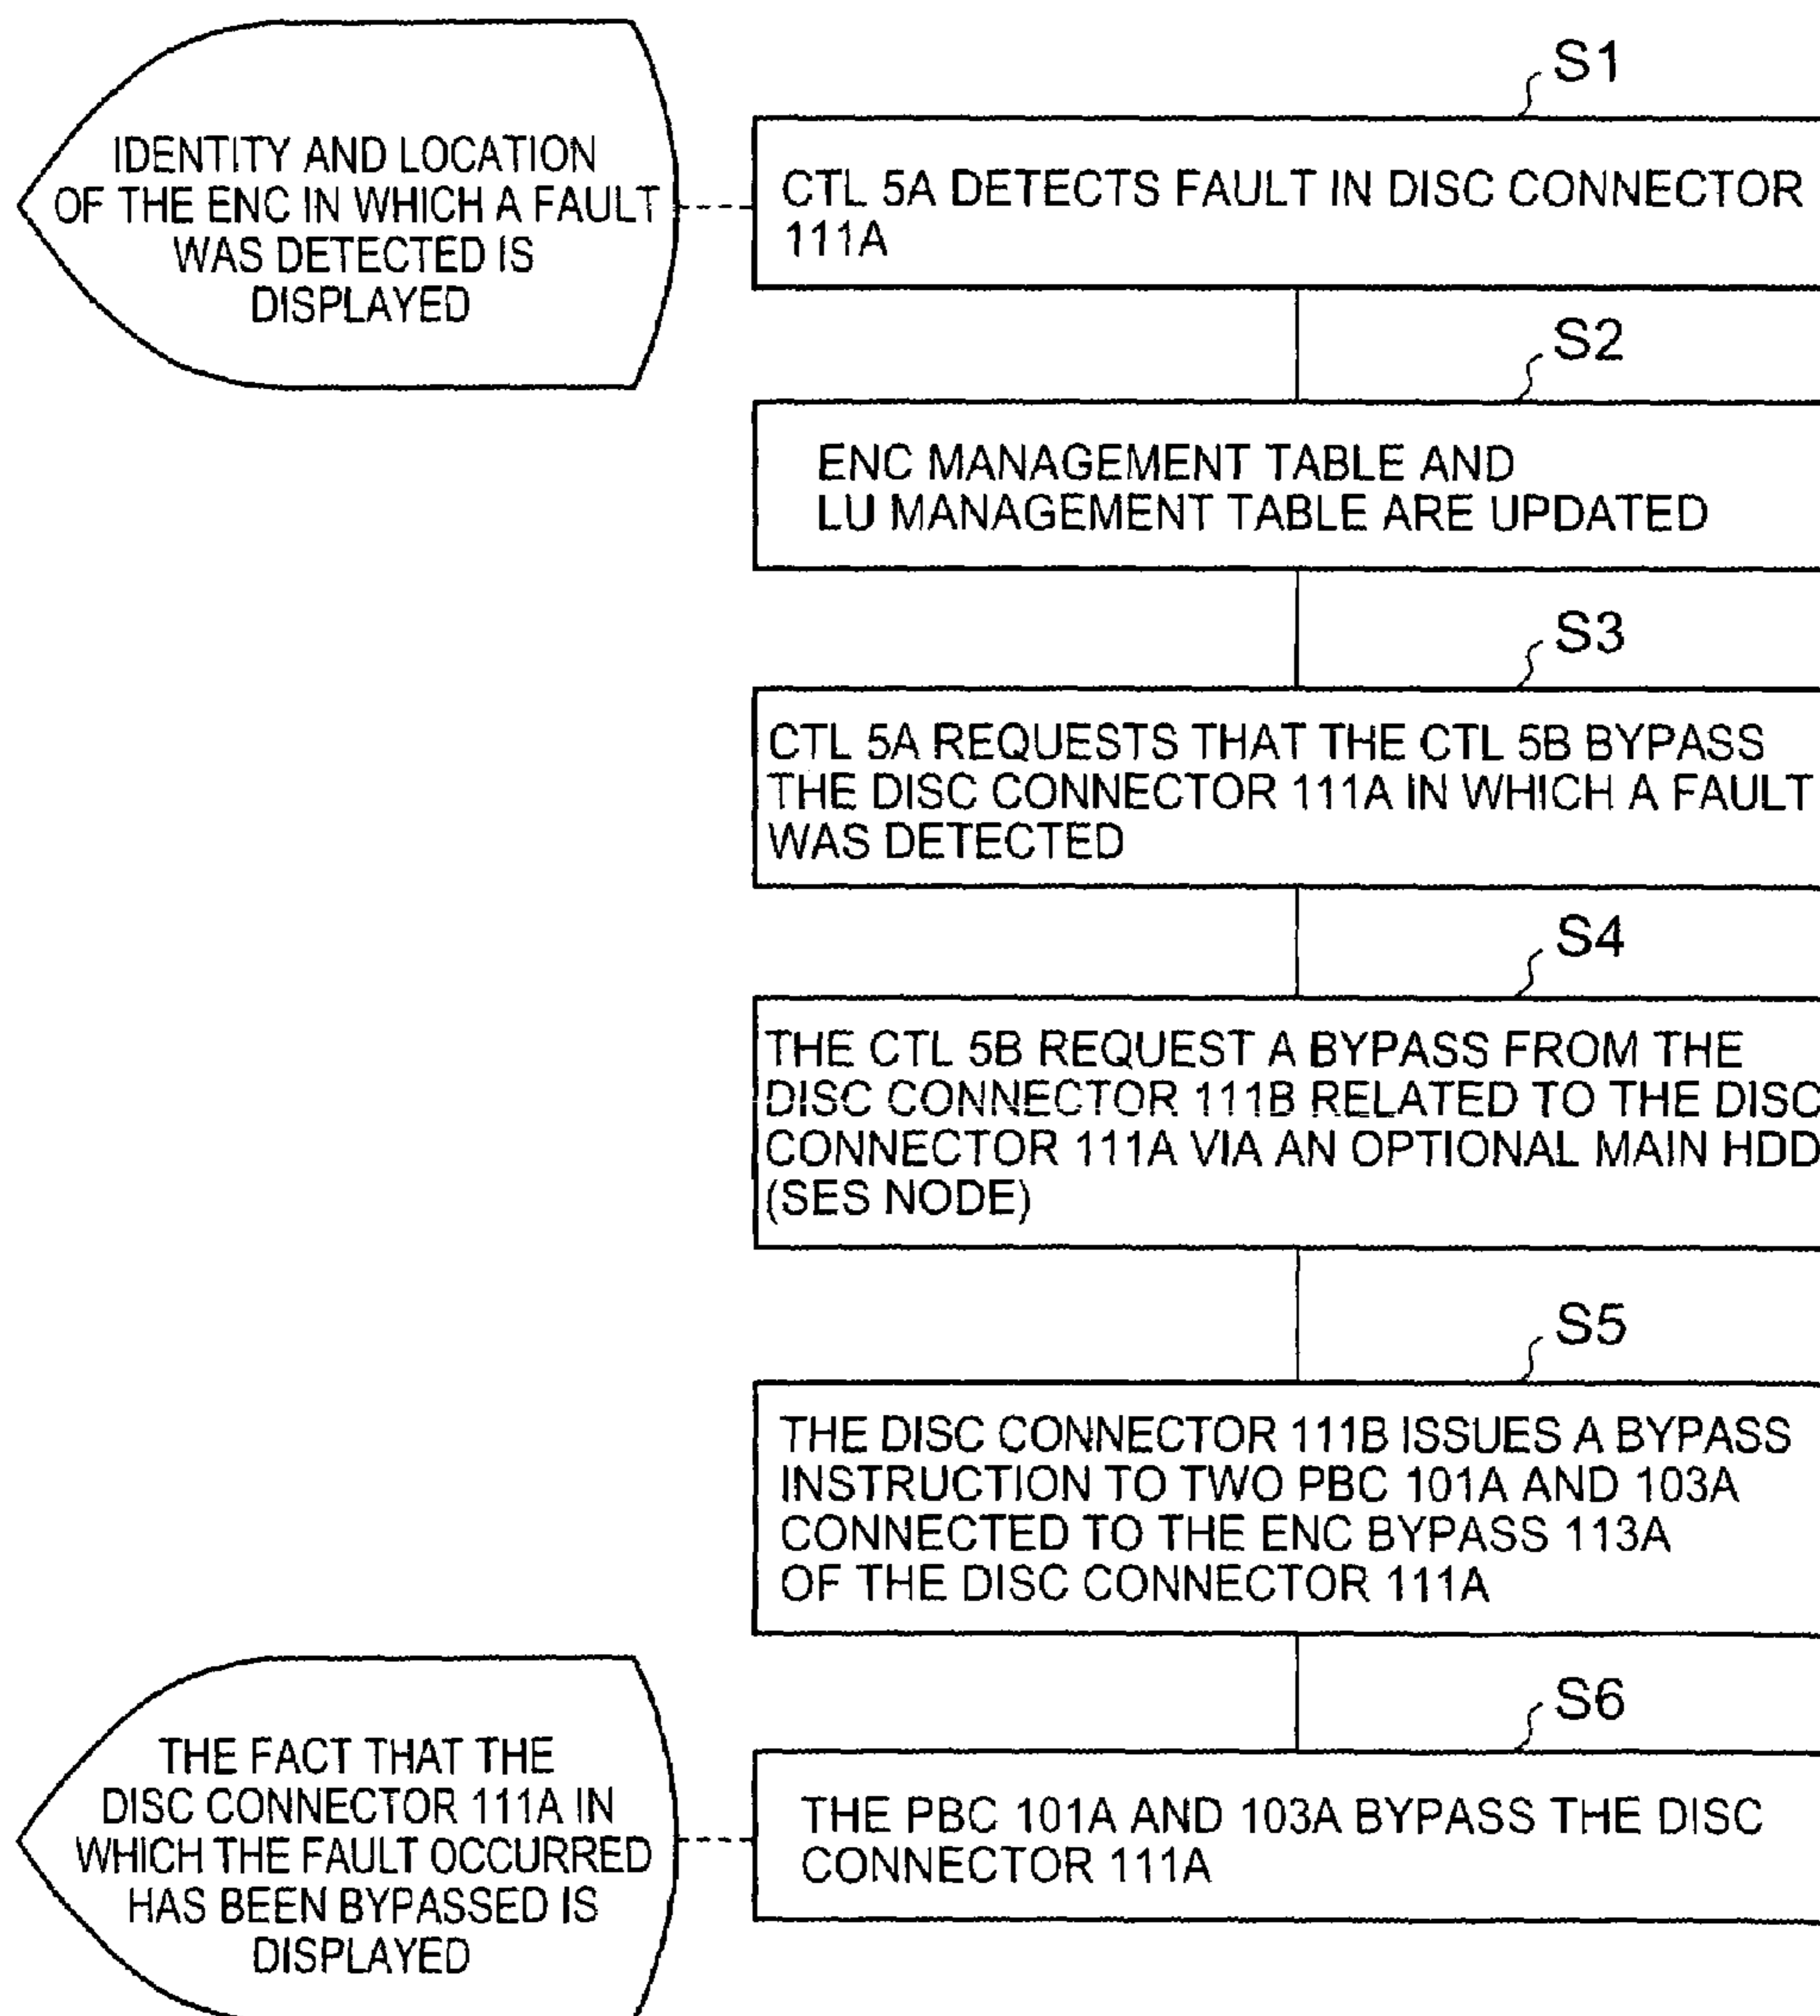 S1
IDENTITY AND LOCATION
OF THE ENC IN WHICH A FAULT
WAS DETECTED IS
DISPLAYED
CTL 5A DETECTS FAULT IN DISC CONNECTOR
111A
S2
ENC MANAGEMENT TABLE AND
LU MANAGEMENT TABLE ARE UPDATED
S3
CTL 5A REQUESTS THAT THE CTL 5B BYPASS
THE DISC CONNECTOR 111A IN WHICH A FAULT
WAS DETECTED
S4
THE CTL 5B REQUEST A BYPASS FROM THE
DISC CONNECTOR 111B RELATED TO THE DISC
CONNECTOR 111A VIA AN OPTIONAL MAIN HDD
(SES NODE)
S5
THE DISC CONNECTOR 111B ISSUES A BYPASS
INSTRUCTION TO TWO PBC 101A AND 103A
CONNECTED TO THE ENC BYPASS 113A
OF THE DISC CONNECTOR 111A
S6
THE FACT THAT THE
DISC CONNECTOR 111A IN
WHICH THE FAULT OCCURRED
HAS BEEN BYPASSED IS
DISPLAYED
THE PBC 101A AND 103A BYPASS THE DISC
CONNECTOR 111A